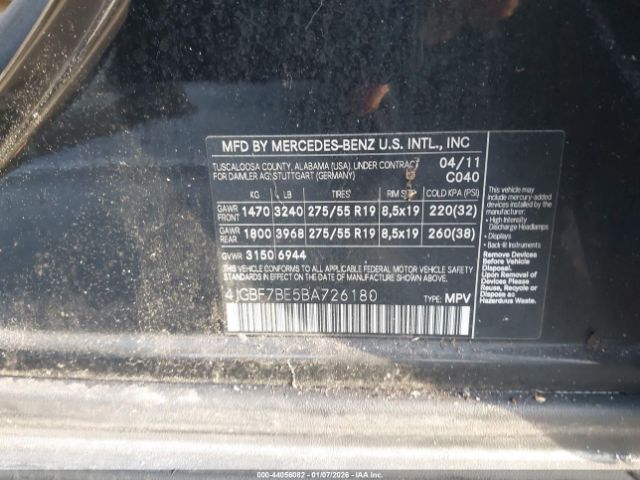 MFD BY MERCEDES-BENZ U.S. INTL., INC
TUSCALOOSA COUNTY, ALABAMA (USA) UNDER CONTRACT 04/11
FOR DAIMLER AG, STUTTGART (GERMANY) C040
KG LB TIRES RIM SIZE COLD KPA (PSI)
GAWR FRONT 1470 3240 275/55 R19 8,5x19 220(32)
GAWR REAR 1800 3968 275/55 R19 8,5x19 260(38)
GVWR 3150 6944
THIS VEHICLE CONFORMS TO ALL APPLICABLE FEDERAL MOTOR VEHICLE SAFETY STANDARDS IN EFFECT ON THE DATE OF MANUFACTURE SHOWN ABOVE.
4JGBF7BE5BA726180 TYPE: MPV
This vehicle may
include mercury-added
devices installed by the
manufacturer:
• High Intensity
Discharge Headlamps
• Displays
Remove Devices
Before Vehicle
Disposal.
Upon Removal of
Devices Please
Reuse, Recycle or
Dispose as
Hazardous Waste.
000-44056082 - 01/07/2026 - Copyright © IAA, LLC. All Rights Reserved